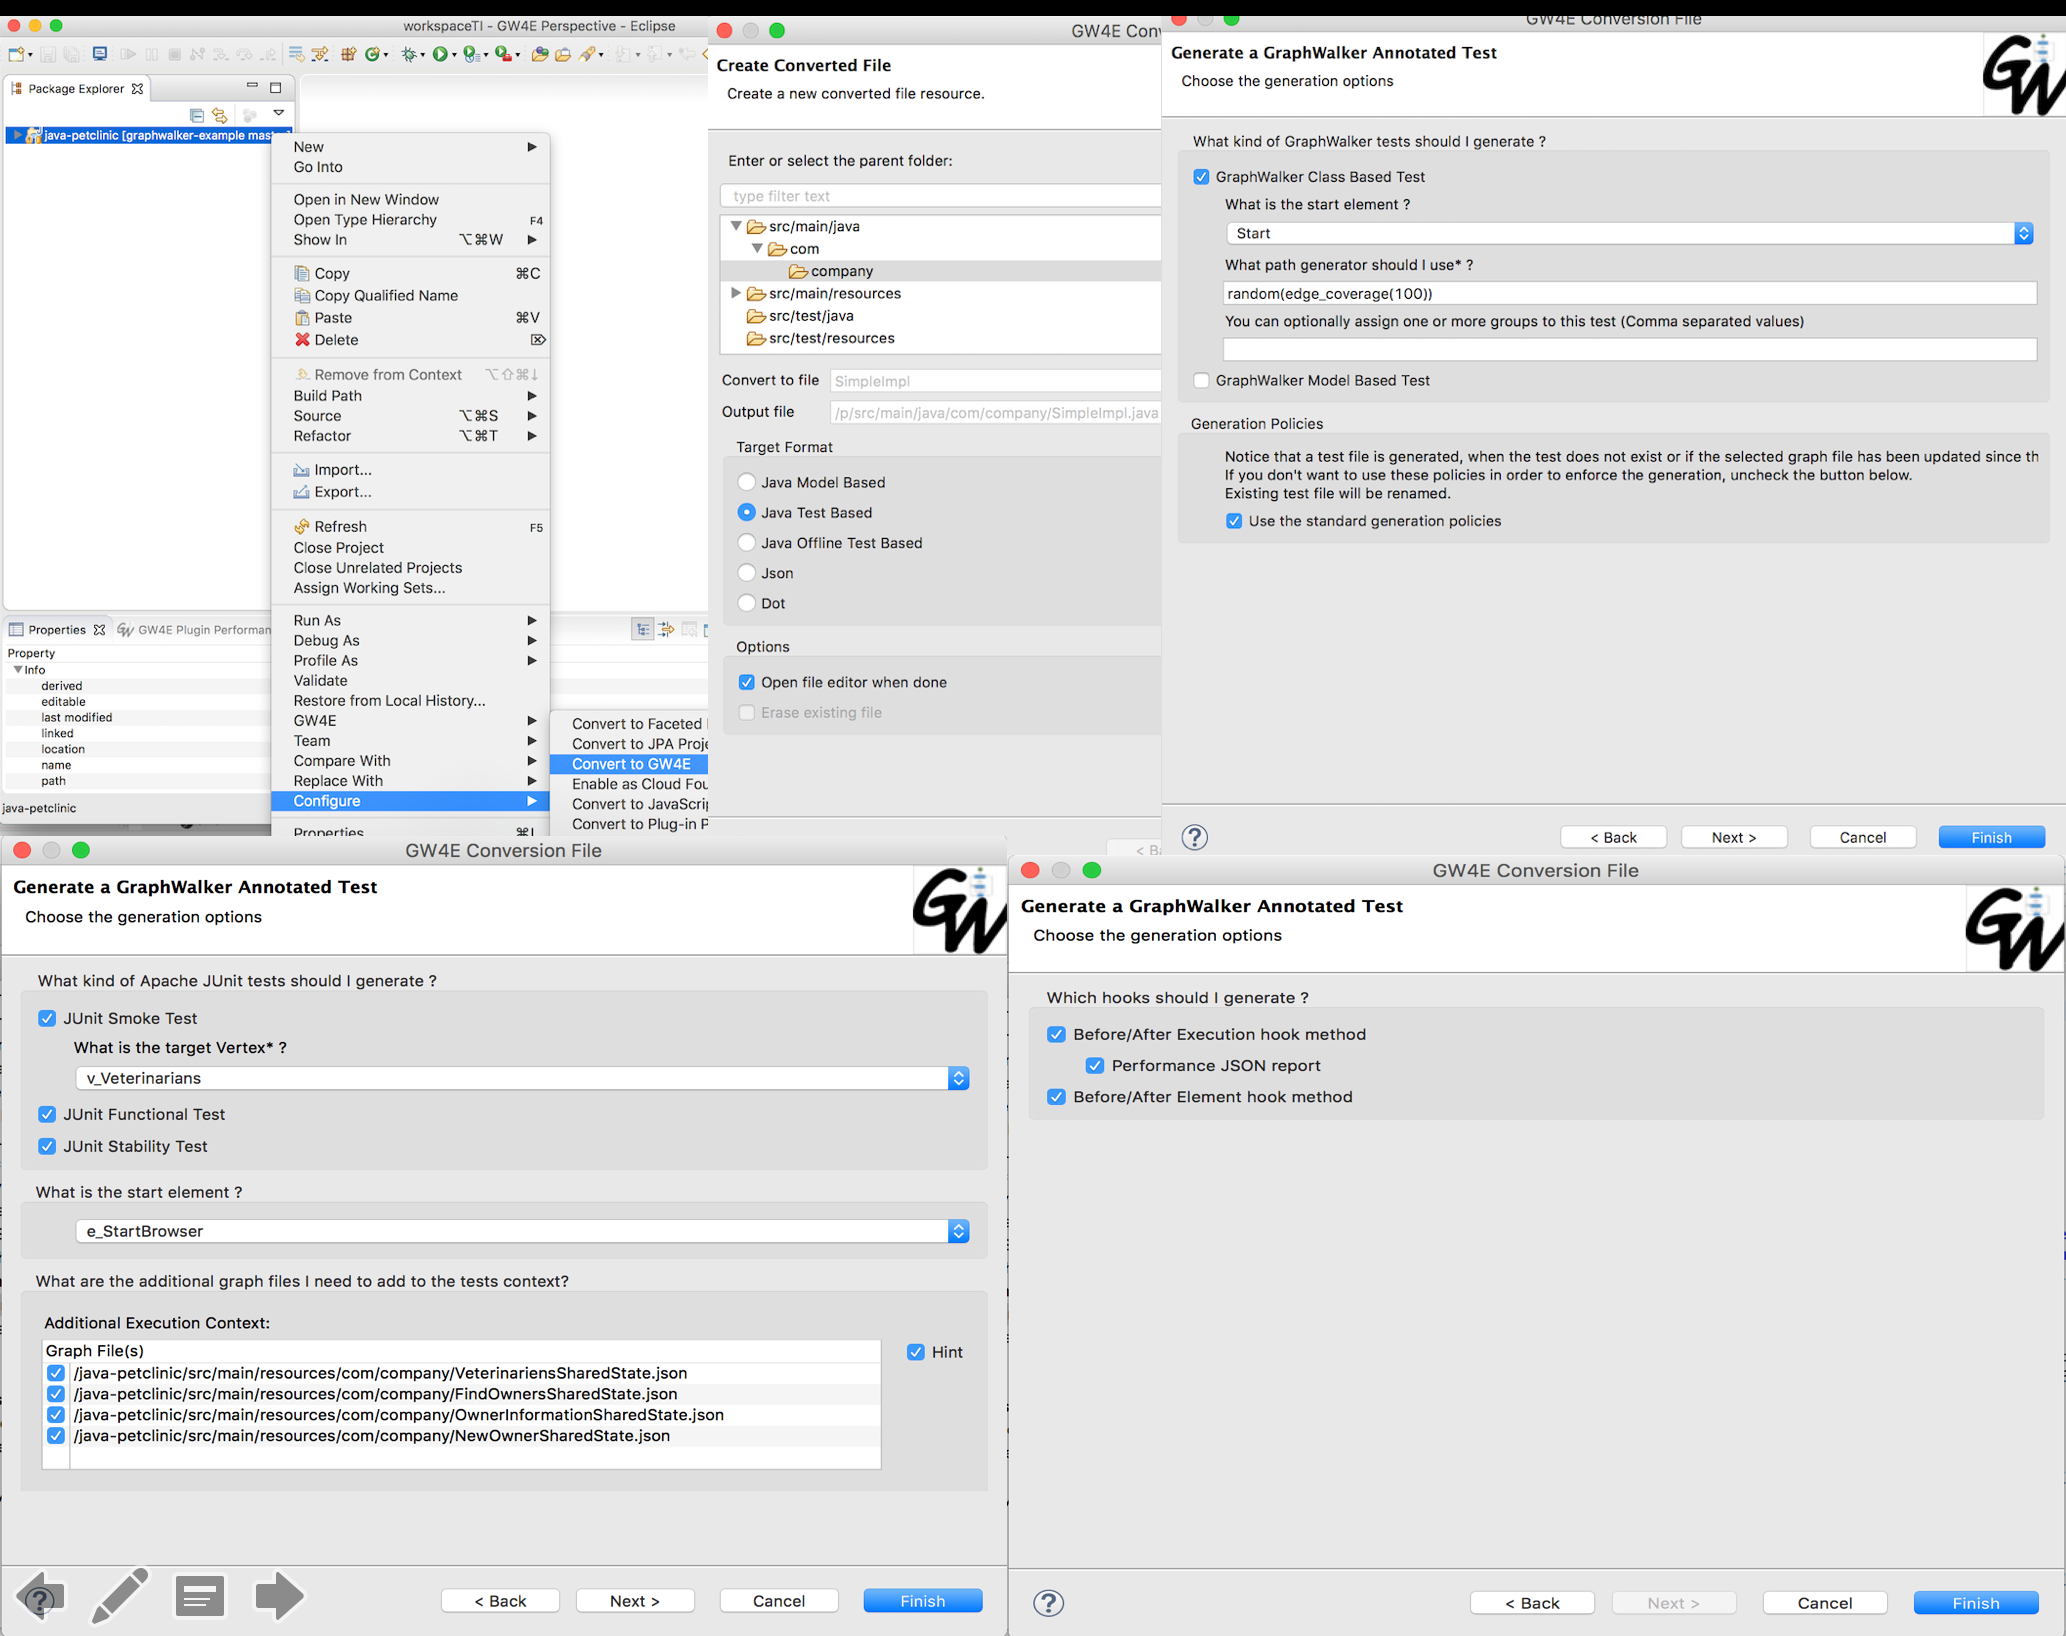 workspaceTI - GW4E Perspective - Eclipse
Package Explorer
java-petclinic [graphwalker-example mast
New
Go Into
Open in New Window
Open Type Hierarchy F4
Show In ⌥⌘W
Copy ⌘C
Copy Qualified Name
Paste ⌘V
Delete ⌦
Remove from Context ⌥⇧⌘↓
Build Path
Source ⌥⌘S
Refactor ⌥⌘T
Import...
Export...
Refresh F5
Close Project
Close Unrelated Projects
Assign Working Sets...
Run As
Debug As
Profile As
Validate
Restore from Local History...
GW4E
Team
Compare With
Replace With
Configure
Properties ⌘I
Convert to Faceted
Convert to JPA Proje
Convert to GW4E
Enable as Cloud Fou
Convert to JavaScrip
Convert to Plug-in P
Properties GW4E Plugin Performan
Property
Info
derived
editable
last modified
linked
location
name
path
java-petclinic
GW4E Con
Create Converted File
Create a new converted file resource.
Enter or select the parent folder:
type filter text
src/main/java
com
company
src/main/resources
src/test/java
src/test/resources
Convert to file SimpleImpl
Output file /p/src/main/java/com/company/SimpleImpl.java
Target Format
Java Model Based
Java Test Based
Java Offline Test Based
Json
Dot
Options
Open file editor when done
Erase existing file
< B
GW4E Conversion File
Generate a GraphWalker Annotated Test
Choose the generation options
GW
What kind of GraphWalker tests should I generate ?
GraphWalker Class Based Test
What is the start element ?
Start
What path generator should I use* ?
random(edge_coverage(100))
You can optionally assign one or more groups to this test (Comma separated values)
GraphWalker Model Based Test
Generation Policies
Notice that a test file is generated, when the test does not exist or if the selected graph file has been updated since th
If you don't want to use these policies in order to enforce the generation, uncheck the button below.
Existing test file will be renamed.
Use the standard generation policies
? < Back Next > Cancel Finish
GW4E Conversion File
Generate a GraphWalker Annotated Test
Choose the generation options
GW
What kind of Apache JUnit tests should I generate ?
JUnit Smoke Test
What is the target Vertex* ?
v_Veterinarians
JUnit Functional Test
JUnit Stability Test
What is the start element ?
e_StartBrowser
What are the additional graph files I need to add to the tests context?
Additional Execution Context:
Graph File(s)
Hint
/java-petclinic/src/main/resources/com/company/VeterinariensSharedState.json
/java-petclinic/src/main/resources/com/company/FindOwnersSharedState.json
/java-petclinic/src/main/resources/com/company/OwnerInformationSharedState.json
/java-petclinic/src/main/resources/com/company/NewOwnerSharedState.json
? < Back Next > Cancel Finish
GW4E Conversion File
Generate a GraphWalker Annotated Test
Choose the generation options
GW
Which hooks should I generate ?
Before/After Execution hook method
Performance JSON report
Before/After Element hook method
? < Back Next > Cancel Finish